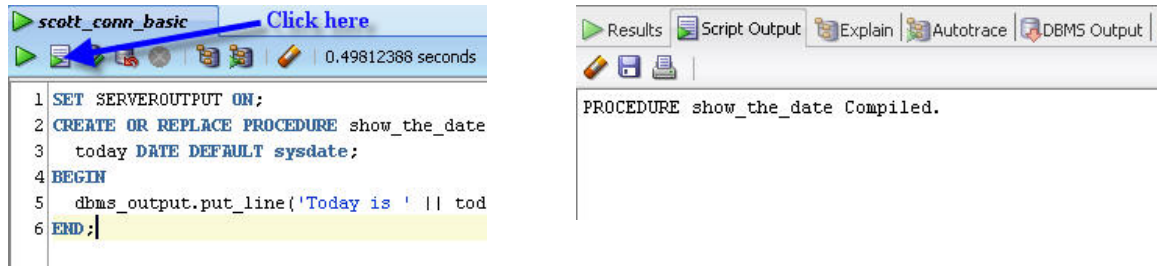 scott_conn_basic
Click here
0.49812388 seconds
1 SET SERVEROUTPUT ON;
2 CREATE OR REPLACE PROCEDURE show_the_date
3 today DATE DEFAULT sysdate;
4 BEGIN
5 dbms_output.put_line('Today is ' || tod
6 END;
Results Script Output Explain Autotrace DBMS Output
PROCEDURE show_the_date Compiled.